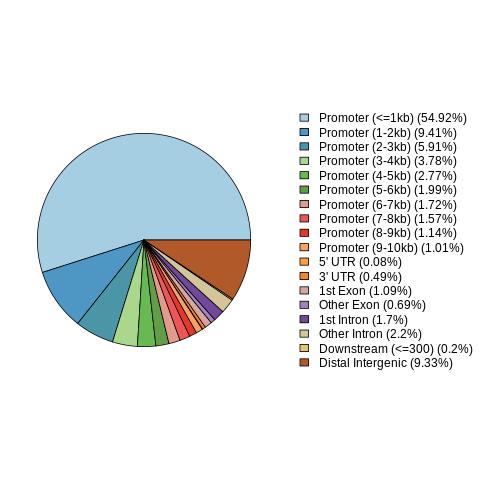 Promoter (<=1kb) (54.92%)
Promoter (1-2kb) (9.41%)
Promoter (2-3kb) (5.91%)
Promoter (3-4kb) (3.78%)
Promoter (4-5kb) (2.77%)
Promoter (5-6kb) (1.99%)
Promoter (6-7kb) (1.72%)
Promoter (7-8kb) (1.57%)
Promoter (8-9kb) (1.14%)
Promoter (9-10kb) (1.01%)
5' UTR (0.08%)
3' UTR (0.49%)
1st Exon (1.09%)
Other Exon (0.69%)
1st Intron (1.7%)
Other Intron (2.2%)
Downstream (<=300) (0.2%)
Distal Intergenic (9.33%)